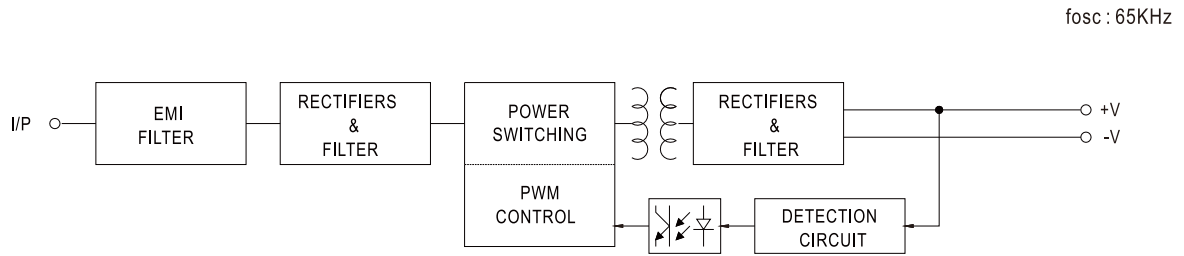 fosc : 65KHz
I/P
EMI
FILTER
RECTIFIERS
&
FILTER
POWER
SWITCHING
PWM
CONTROL
RECTIFIERS
&
FILTER
+V
-V
DETECTION
CIRCUIT